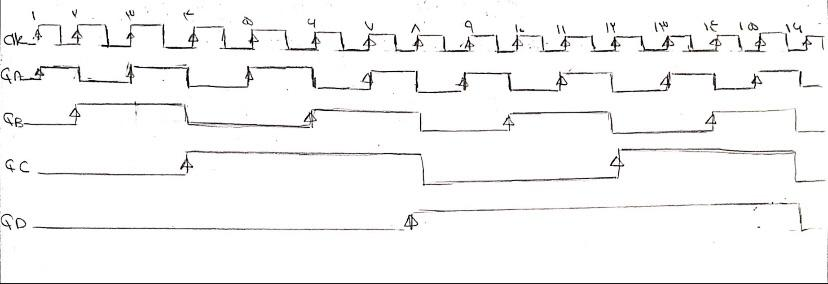 ۱ ۲ ۳ ۴ ۵ ۶ ۷ ۸ ۹ ۱۰ ۱۱ ۱۲ ۱۳ ۱۴ ۱۵ ۱۶
clk
QA
QB
QC
QD